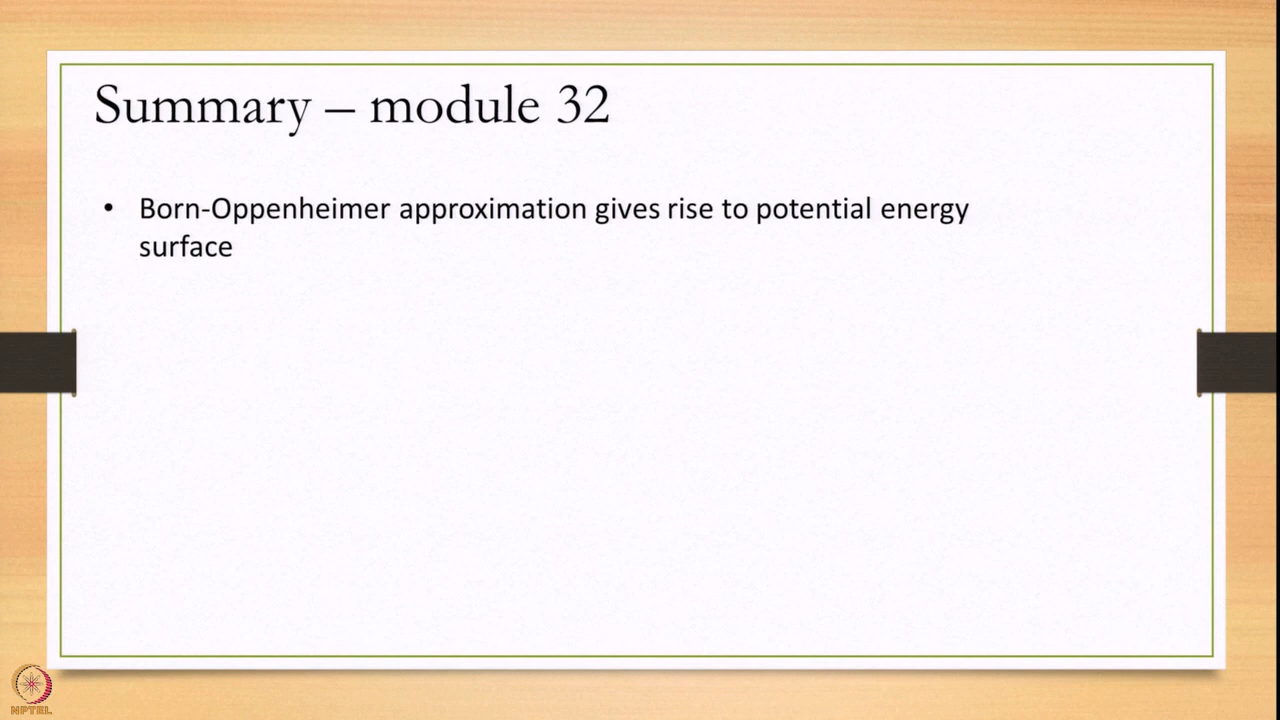 Summary – module 32
• Born-Oppenheimer approximation gives rise to potential energy
surface
NPTEL